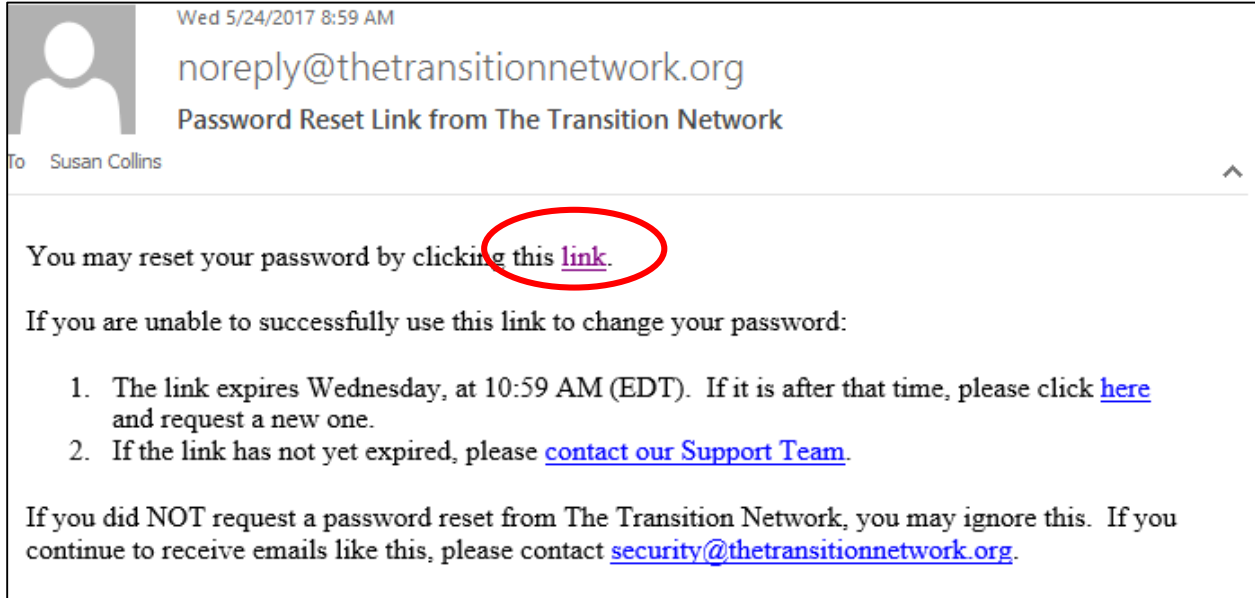 Wed 5/24/2017 8:59 AM
noreply@thetransitionnetwork.org
Password Reset Link from The Transition Network
To Susan Collins
You may reset your password by clicking this link.
If you are unable to successfully use this link to change your password:
1. The link expires Wednesday, at 10:59 AM (EDT). If it is after that time, please click here
and request a new one.
2. If the link has not yet expired, please contact our Support Team.
If you did NOT request a password reset from The Transition Network, you may ignore this. If you
continue to receive emails like this, please contact security@thetransitionnetwork.org.